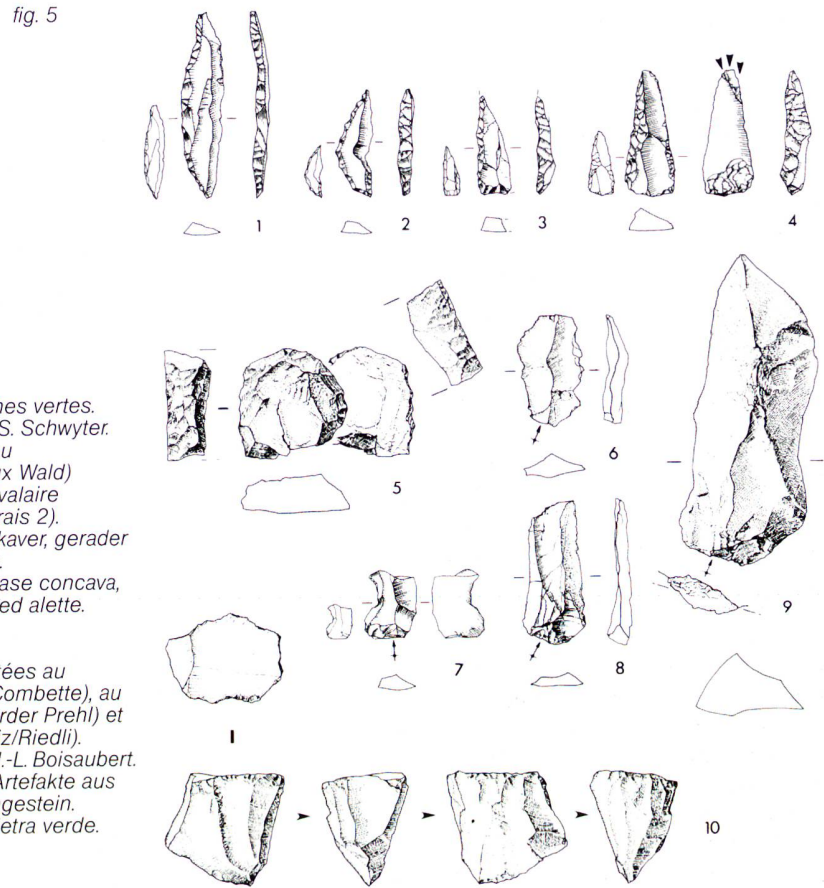 fig. 5
1
2
3
4
5
6
7
8
9
10
nes vertes.
S. Schwyter.
u
x Wald)
valaire
rais 2).
kaver, gerader
ase concava,
ed alette.
tées au
Combette), au
rder Prehl) et
iz/Riedli).
.-L. Boisaubert.
Artefakte aus
gestein.
etra verde.